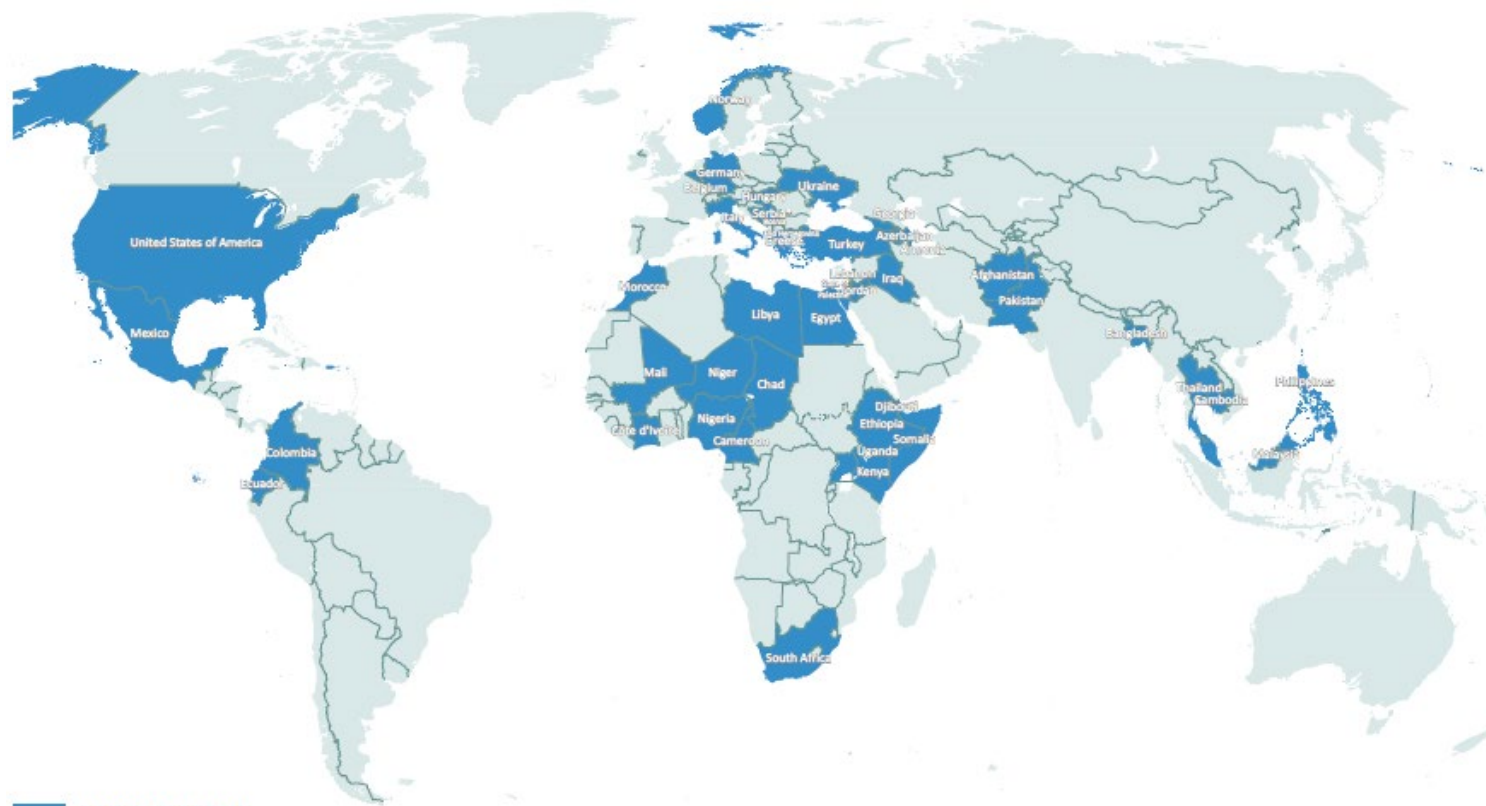 Norway
Germany
Belgium
Ukraine
Hungary
Serbia
Italy
Georgia
United States of America
Greece
Turkey
Azerbaijan
Armenia
Lebanon
Iraq
Afghanistan
Morocco
Jordan
Pakistan
Libya
Egypt
Mexico
Bangladesh
Mali
Niger
Chad
Philippines
Thailand
Cambodia
Djibouti
Nigeria
Ethiopia
Côte d'Ivoire
Cameroon
Somalia
Colombia
Uganda
Malaysia
Kenya
Ecuador
South Africa